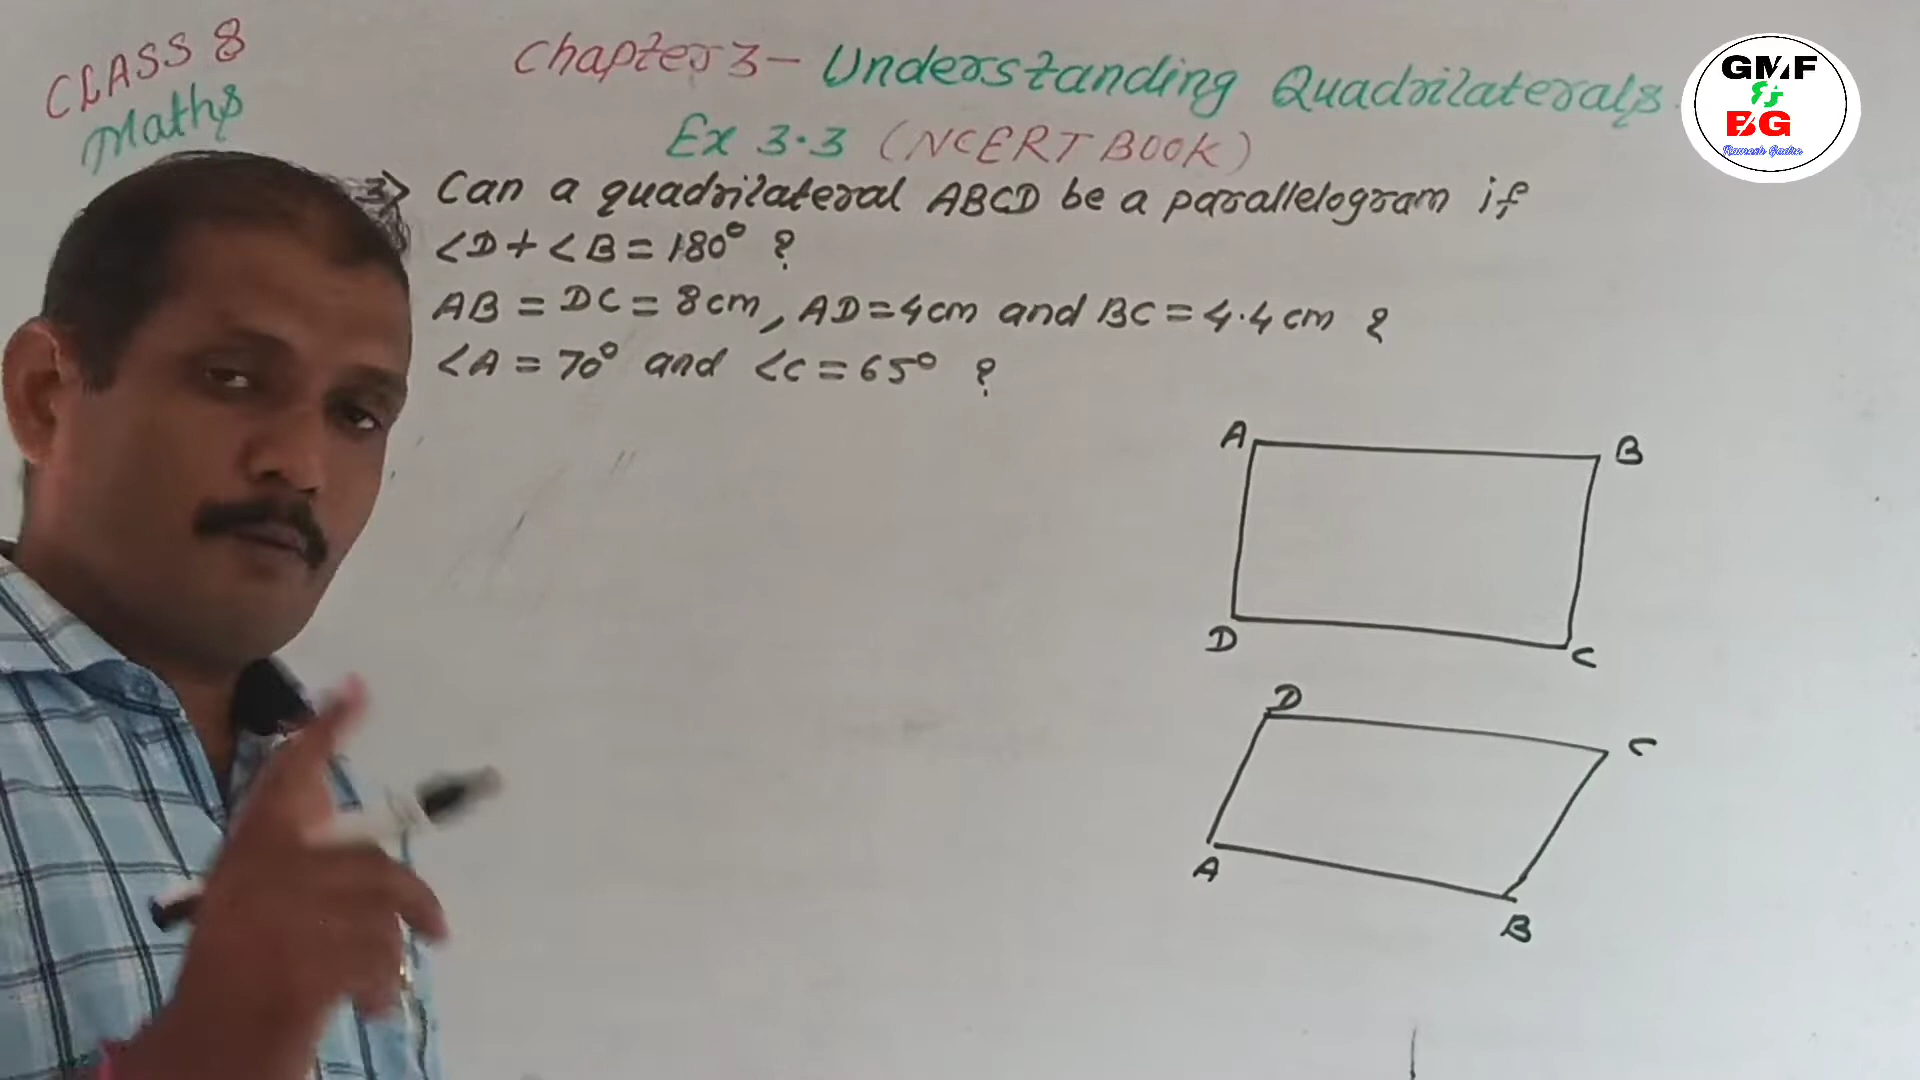 CLASS 8
Maths
Chapter 3 - Understanding Quadrilaterals
Ex 3.3 (NCERT BOOK)
3> Can a quadrilateral ABCD be a parallelogram if
∠D + ∠B = 180° ?
AB = DC = 8cm, AD = 4cm and BC = 4.4 cm ?
∠A = 70° and ∠C = 65° ?
A B
D C
D C
A B
GMF
BG